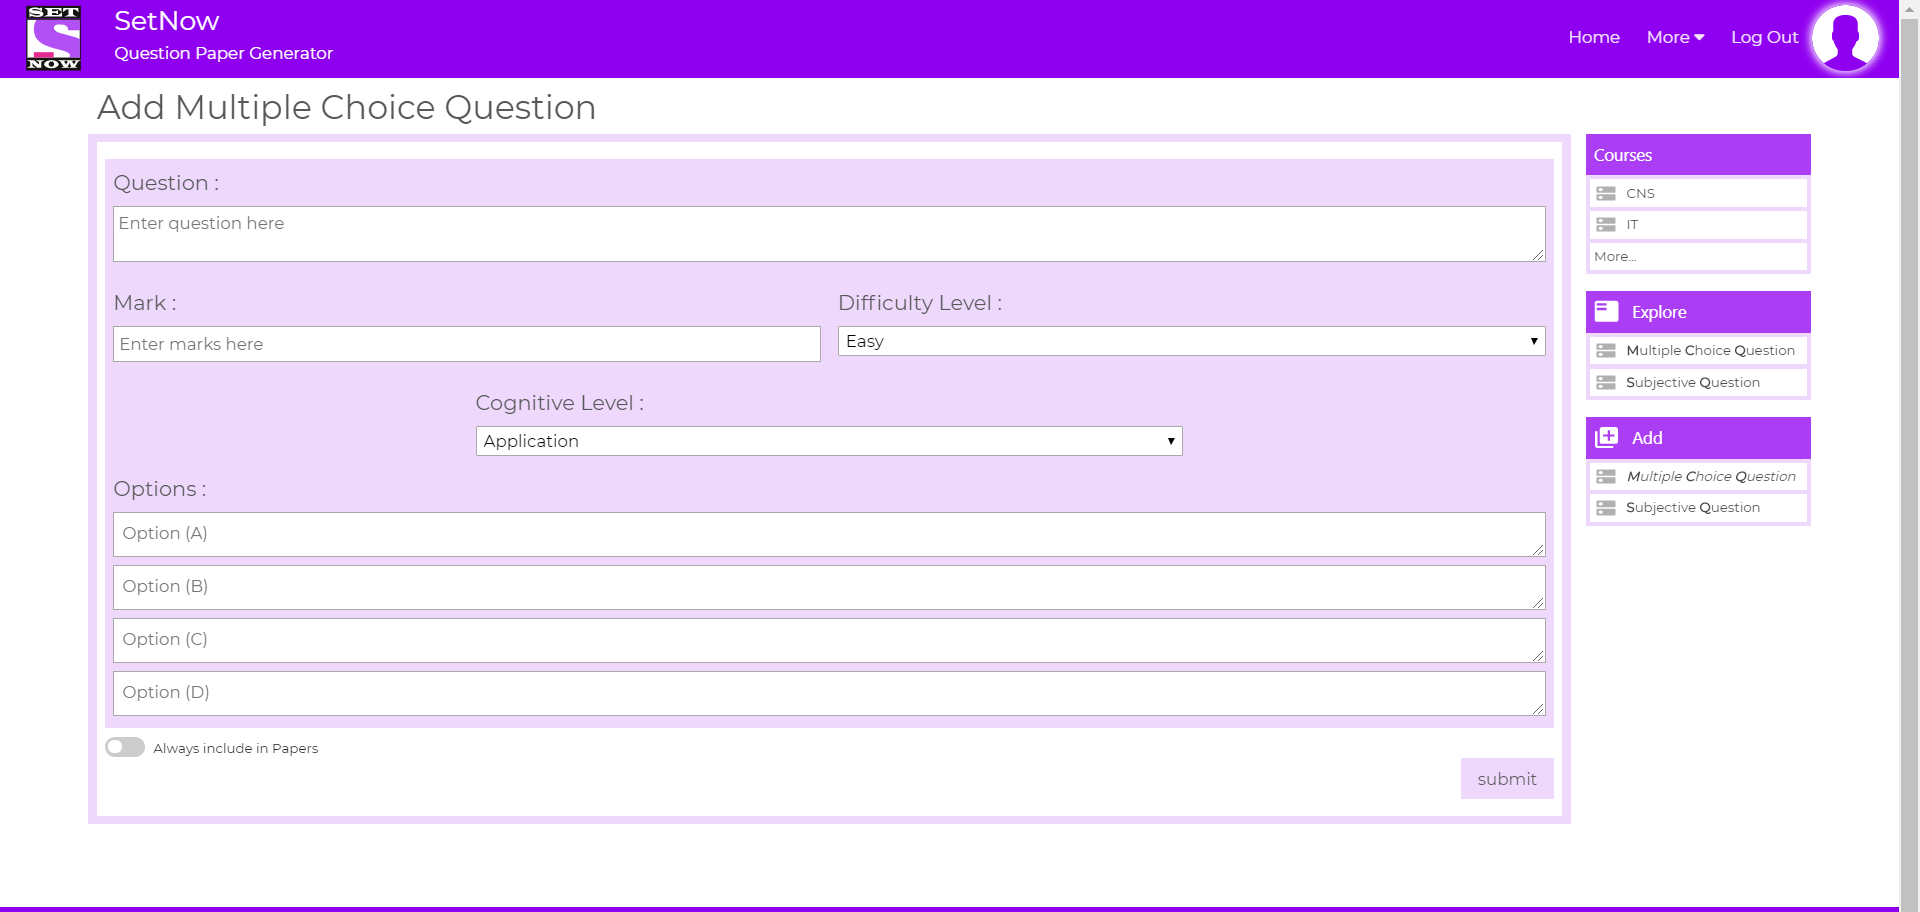 SET
NOW
SetNow
Question Paper Generator
Home
More
Log Out
Add Multiple Choice Question
Question :
Enter question here
Mark :
Difficulty Level :
Enter marks here
Easy
Cognitive Level :
Application
Options :
Option (A)
Option (B)
Option (C)
Option (D)
Always include in Papers
submit
Courses
CNS
IT
More...
Explore
Multiple Choice Question
Subjective Question
Add
Multiple Choice Question
Subjective Question